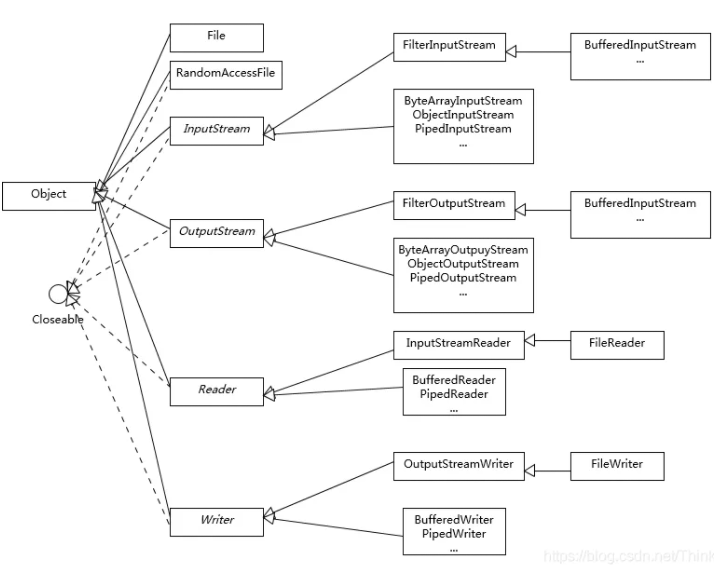 File
FilterInputStream
BufferedInputStream
...
RandomAccessFile
ByteArrayInputStream
ObjectInputStream
PipedInputStream
...
InputStream
Object
FilterOutputStream
BufferedInputStream
...
OutputStream
ByteArrayOutpuyStream
ObjectOutputStream
PipedOutputStream
...
Closeable
InputStreamReader
FileReader
Reader
BufferedReader
PipedReader
...
OutputStreamWriter
FileWriter
Writer
BufferedWriter
PipedWriter
...
https://blog.csdn.net/Think